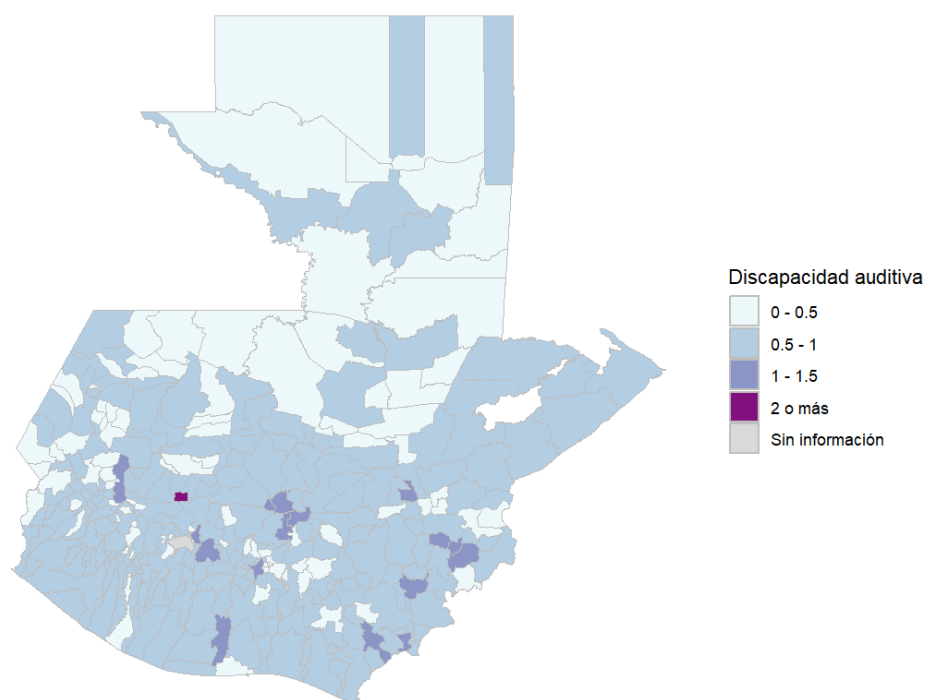 Discapacidad auditiva
0 - 0.5
0.5 - 1
1 - 1.5
2 o más
Sin información